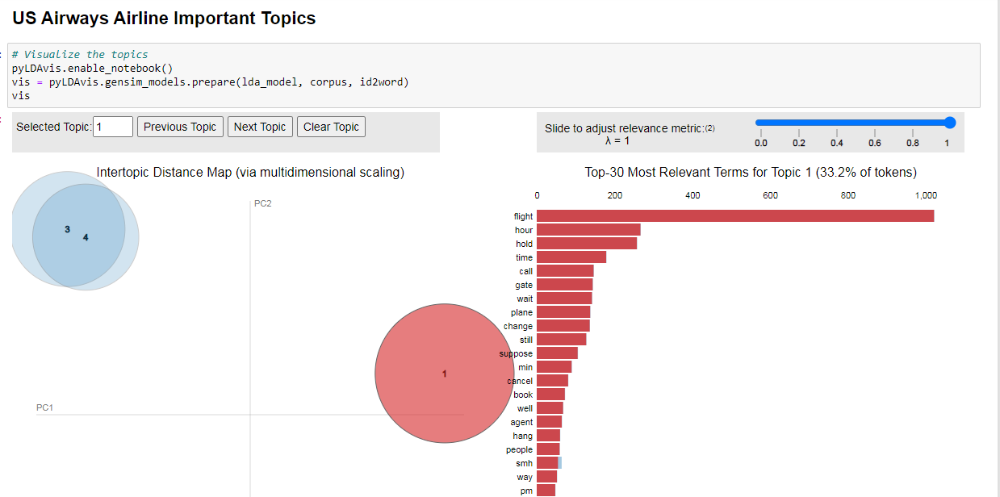 US Airways Airline Important Topics
# Visualize the topics
pyLDAvis.enable_notebook()
vis = pyLDAvis.gensim_models.prepare(lda_model, corpus, id2word)
vis
Selected Topic: 1 Previous Topic Next Topic Clear Topic
Slide to adjust relevance metric:(2)
λ = 1
0.0 0.2 0.4 0.6 0.8 1
Intertopic Distance Map (via multidimensional scaling)
PC2
3
4
1
PC1
Top-30 Most Relevant Terms for Topic 1 (33.2% of tokens)
0 200 400 600 800 1,000
flight
hour
hold
time
call
gate
wait
plane
change
still
suppose
min
cancel
book
well
agent
hang
people
smh
way
pm